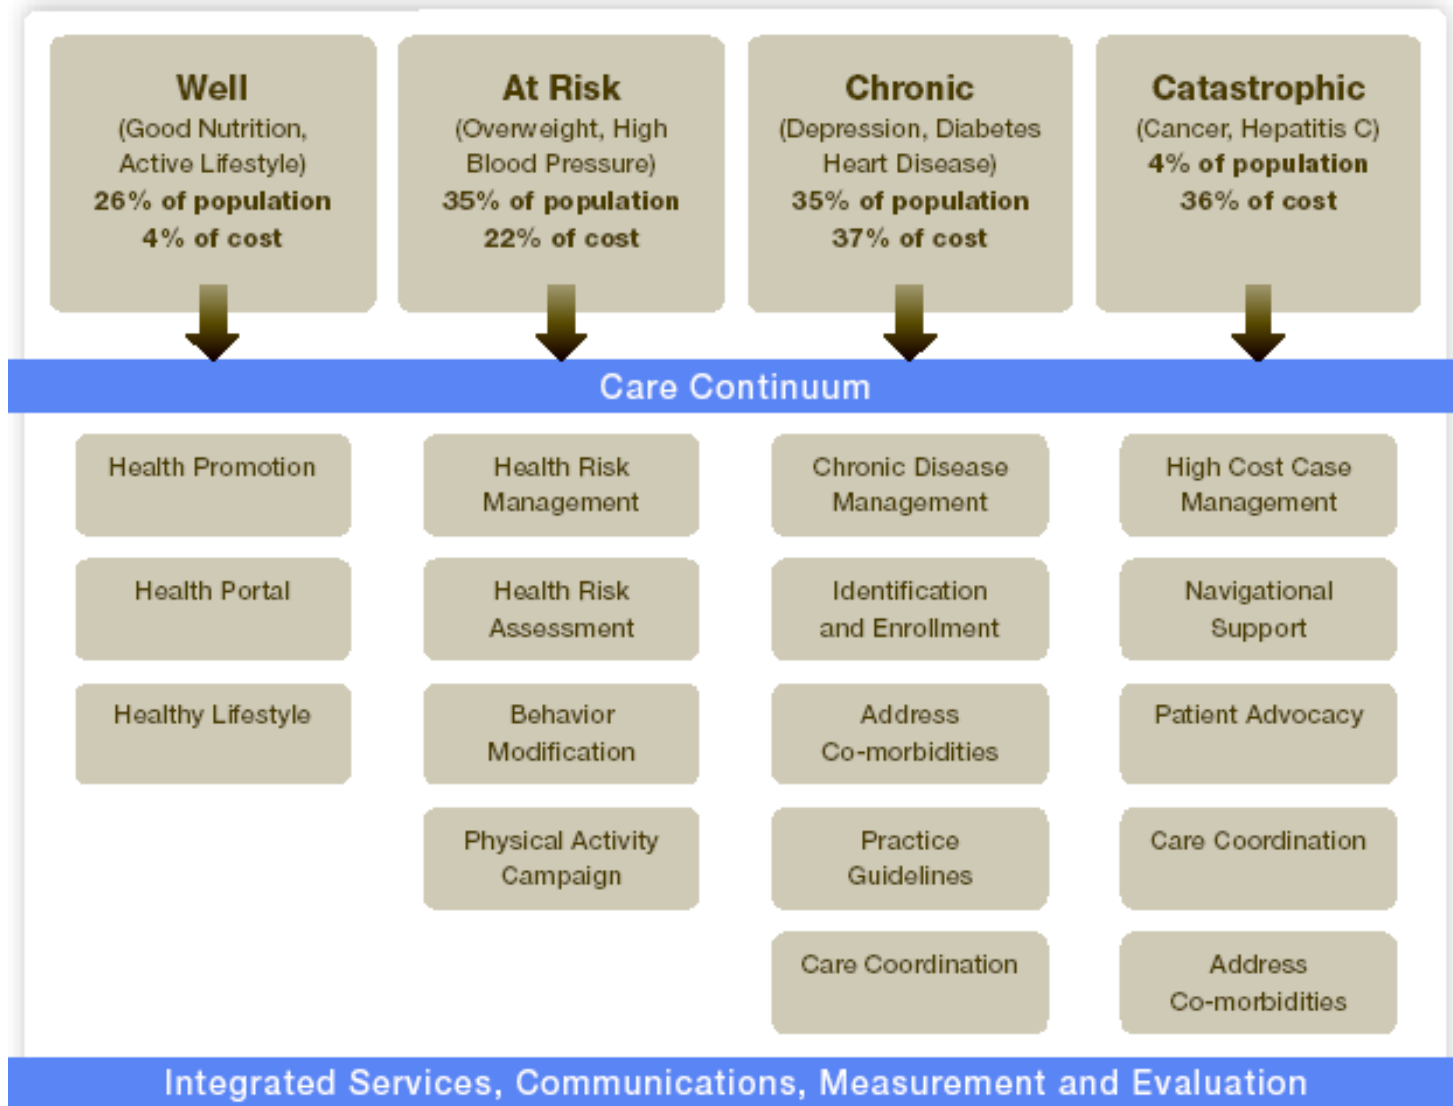 Well
(Good Nutrition,
Active Lifestyle)
26% of population
4% of cost
At Risk
(Overweight, High
Blood Pressure)
35% of population
22% of cost
Chronic
(Depression, Diabetes
Heart Disease)
35% of population
37% of cost
Catastrophic
(Cancer, Hepatitis C)
4% of population
36% of cost
Care Continuum
Health Promotion
Health Portal
Healthy Lifestyle
Health Risk
Management
Health Risk
Assessment
Behavior
Modification
Physical Activity
Campaign
Chronic Disease
Management
Identification
and Enrollment
Address
Co-morbidities
Practice
Guidelines
Care Coordination
High Cost Case
Management
Navigational
Support
Patient Advocacy
Care Coordination
Address
Co-morbidities
Integrated Services, Communications, Measurement and Evaluation